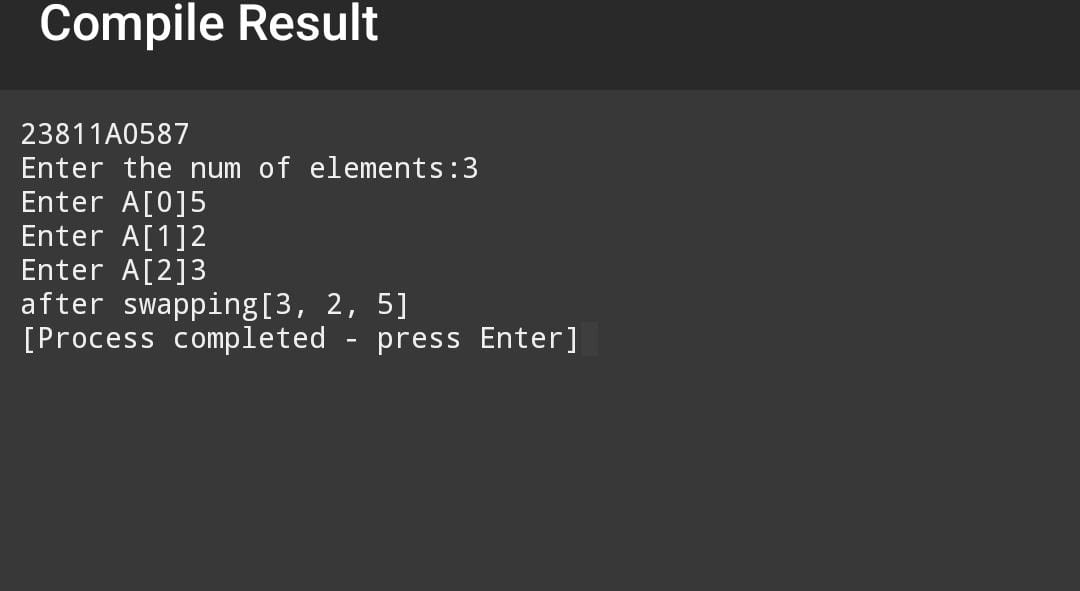 Compile Result
23811A0587
Enter the num of elements:3
Enter A[0]5
Enter A[1]2
Enter A[2]3
after swapping[3, 2, 5]
[Process completed - press Enter]